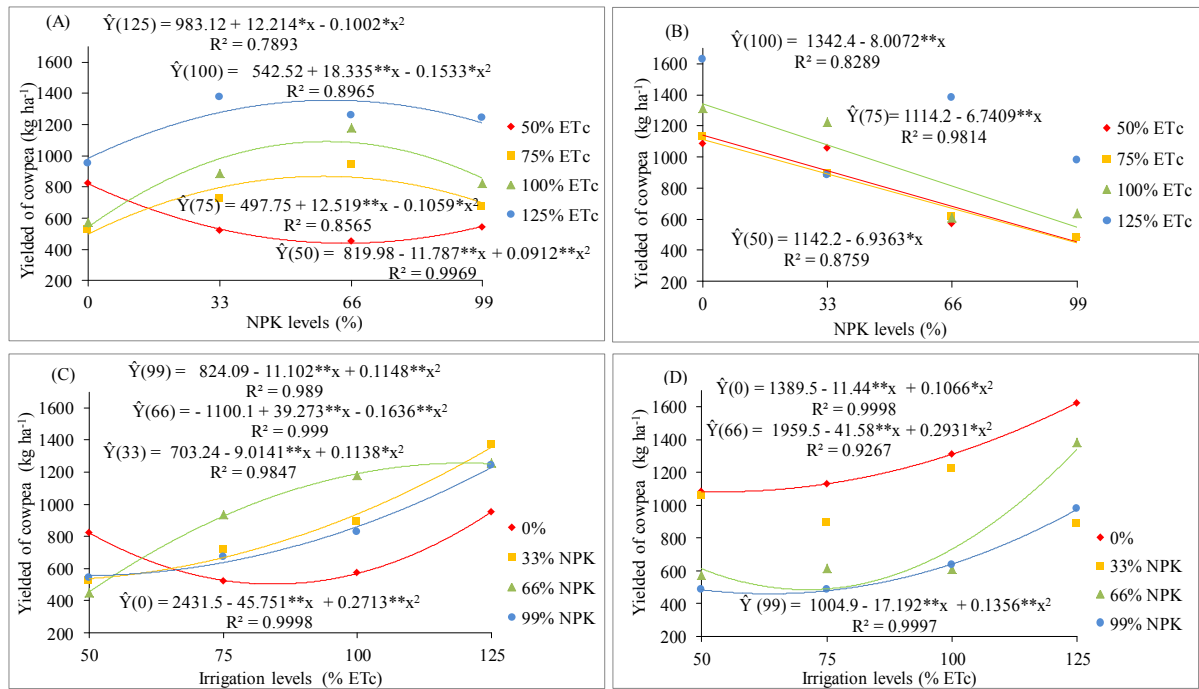 (A)
Ŷ(125) = 983.12 + 12.214*x - 0.1002*x²
R² = 0.7893
Ŷ(100) = 542.52 + 18.335**x - 0.1533*x²
R² = 0.8965
Ŷ(75) = 497.75 + 12.519**x - 0.1059*x²
R² = 0.8565
Ŷ(50) = 819.98 - 11.787**x + 0.0912**x²
R² = 0.9969
Yielded of cowpea (kg ha⁻¹)
1600
1400
1200
1000
800
600
400
200
0 33 66 99
NPK levels (%)
50% ETc
75% ETc
100% ETc
125% ETc
(B)
Ŷ(100) = 1342.4 - 8.0072**x
R² = 0.8289
Ŷ(75) = 1114.2 - 6.7409**x
R² = 0.9814
Ŷ(50) = 1142.2 - 6.9363*x
R² = 0.8759
Yielded of cowpea (kg ha⁻¹)
1600
1400
1200
1000
800
600
400
200
0 33 66 99
NPK levels (%)
50% ETc
75% ETc
100% ETc
125% ETc
(C)
Ŷ(99) = 824.09 - 11.102**x + 0.1148**x²
R² = 0.989
Ŷ(66) = - 1100.1 + 39.273**x - 0.1636**x²
R² = 0.999
Ŷ(33) = 703.24 - 9.0141**x + 0.1138*x²
R² = 0.9847
Ŷ(0) = 2431.5 - 45.751**x + 0.2713**x²
R² = 0.9998
Yielded of cowpea (kg ha⁻¹)
1600
1400
1200
1000
800
600
400
200
50 75 100 125
Irrigation levels (% ETc)
0%
33% NPK
66% NPK
99% NPK
(D)
Ŷ(0) = 1389.5 - 11.44**x + 0.1066*x²
R² = 0.9998
Ŷ(66) = 1959.5 - 41.58**x + 0.2931*x²
R² = 0.9267
Ŷ (99) = 1004.9 - 17.192**x + 0.1356**x²
R² = 0.9997
Yielded of cowpea (kg ha⁻¹)
1600
1400
1200
1000
800
600
400
200
50 75 100 125
Irrigation levels (% ETc)
0%
33% NPK
66% NPK
99% NPK